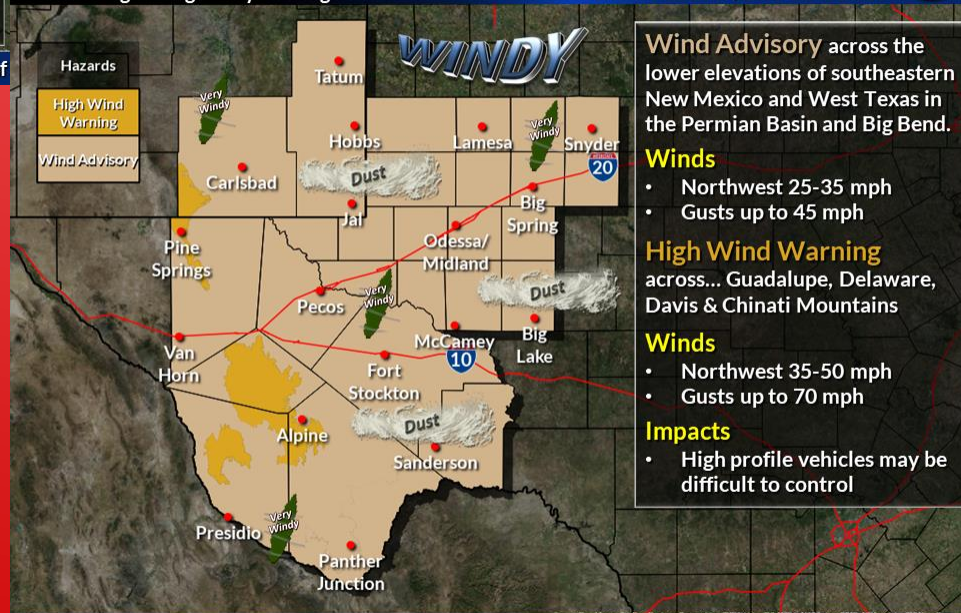 f
Hazards
High Wind
Warning
Wind Advisory
WINDY
Tatum
Very
Windy
Hobbs
Lamesa
Very
Windy
Snyder
20
Carlsbad
Dust
Jal
Big
Spring
Pine
Springs
Odessa/
Midland
Pecos
Very
Windy
Dust
Van
Horn
McCamey
10
Big
Lake
Fort
Stockton
Alpine
Dust
Sanderson
Presidio
Very
Windy
Panther
Junction
Wind Advisory across the
lower elevations of southeastern
New Mexico and West Texas in
the Permian Basin and Big Bend.
Winds
• Northwest 25-35 mph
• Gusts up to 45 mph
High Wind Warning
across... Guadalupe, Delaware,
Davis & Chinati Mountains
Winds
• Northwest 35-50 mph
• Gusts up to 70 mph
Impacts
• High profile vehicles may be
difficult to control